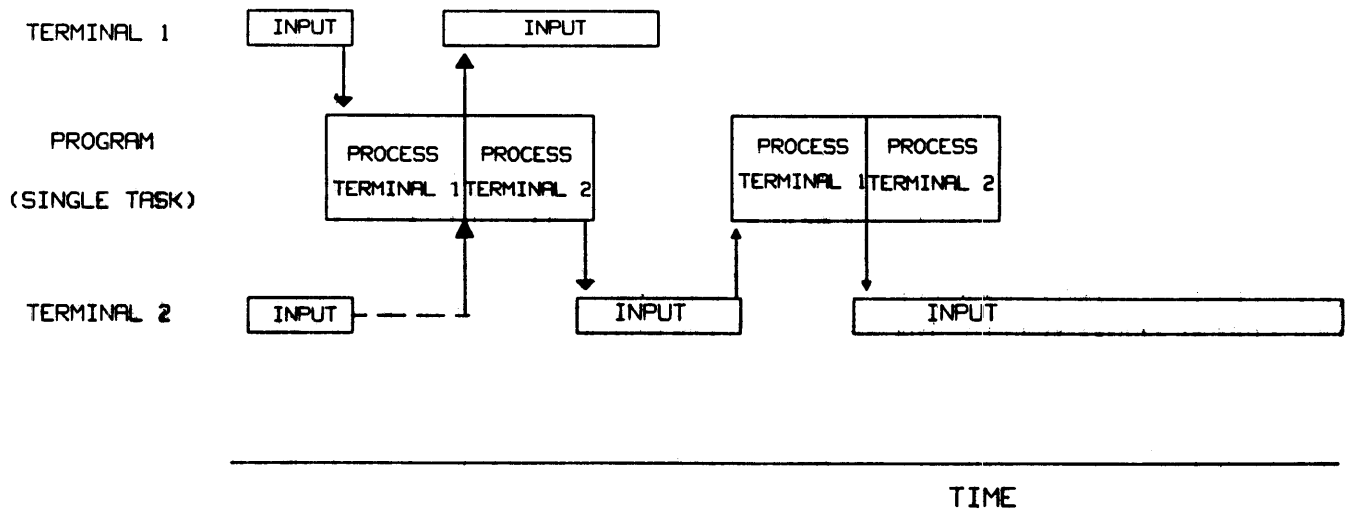 TERMINAL 1
INPUT
INPUT
PROGRAM
(SINGLE TASK)
PROCESS
TERMINAL 1
PROCESS
TERMINAL 2
PROCESS
TERMINAL 1
PROCESS
TERMINAL 2
TERMINAL 2
INPUT
INPUT
INPUT
TIME